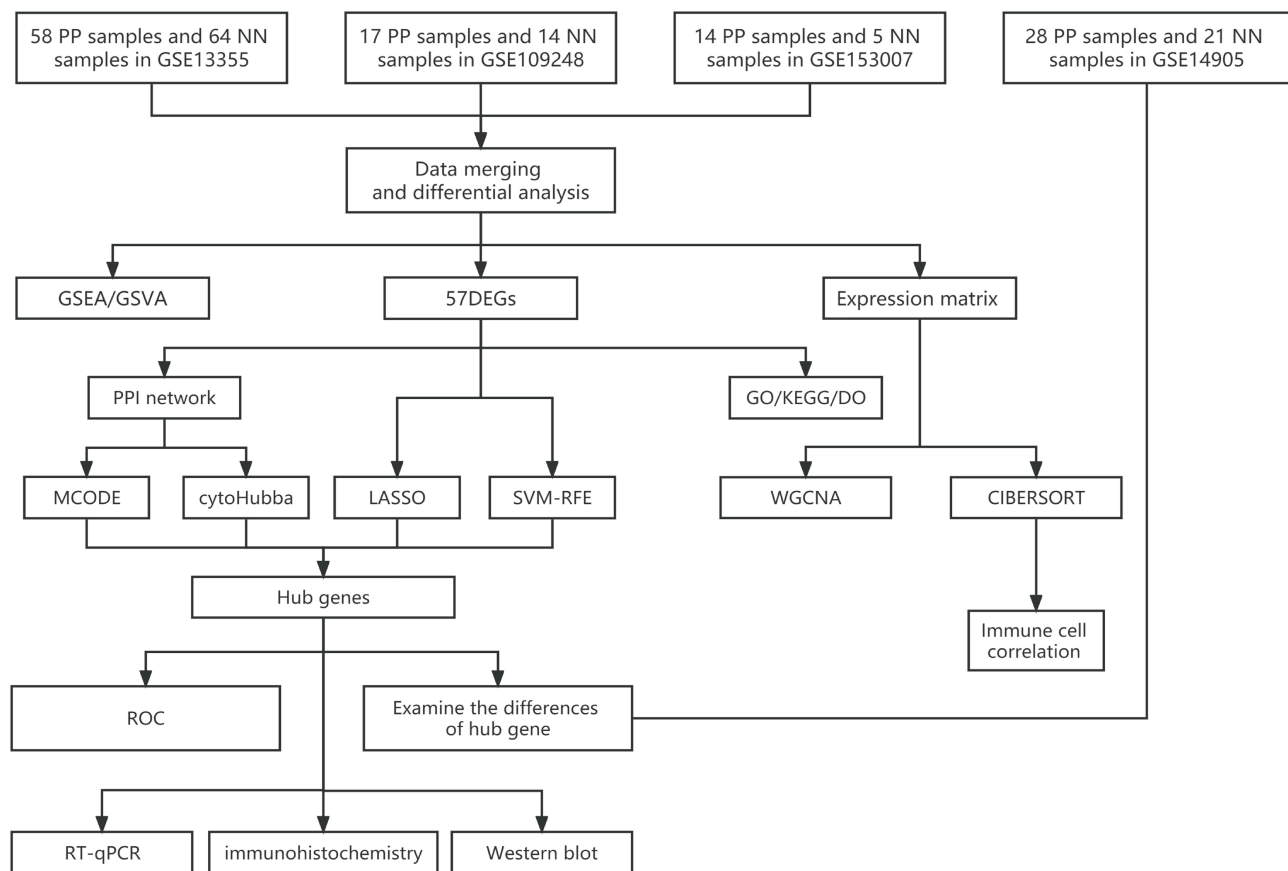 58 PP samples and 64 NN
samples in GSE13355
17 PP samples and 14 NN
samples in GSE109248
14 PP samples and 5 NN
samples in GSE153007
28 PP samples and 21 NN
samples in GSE14905
Data merging
and differential analysis
GSEA/GSVA
57DEGs
Expression matrix
PPI network
GO/KEGG/DO
MCODE
cytoHubba
LASSO
SVM-RFE
WGCNA
CIBERSORT
Hub genes
Immune cell
correlation
ROC
Examine the differences
of hub gene
RT-qPCR
immunohistochemistry
Western blot